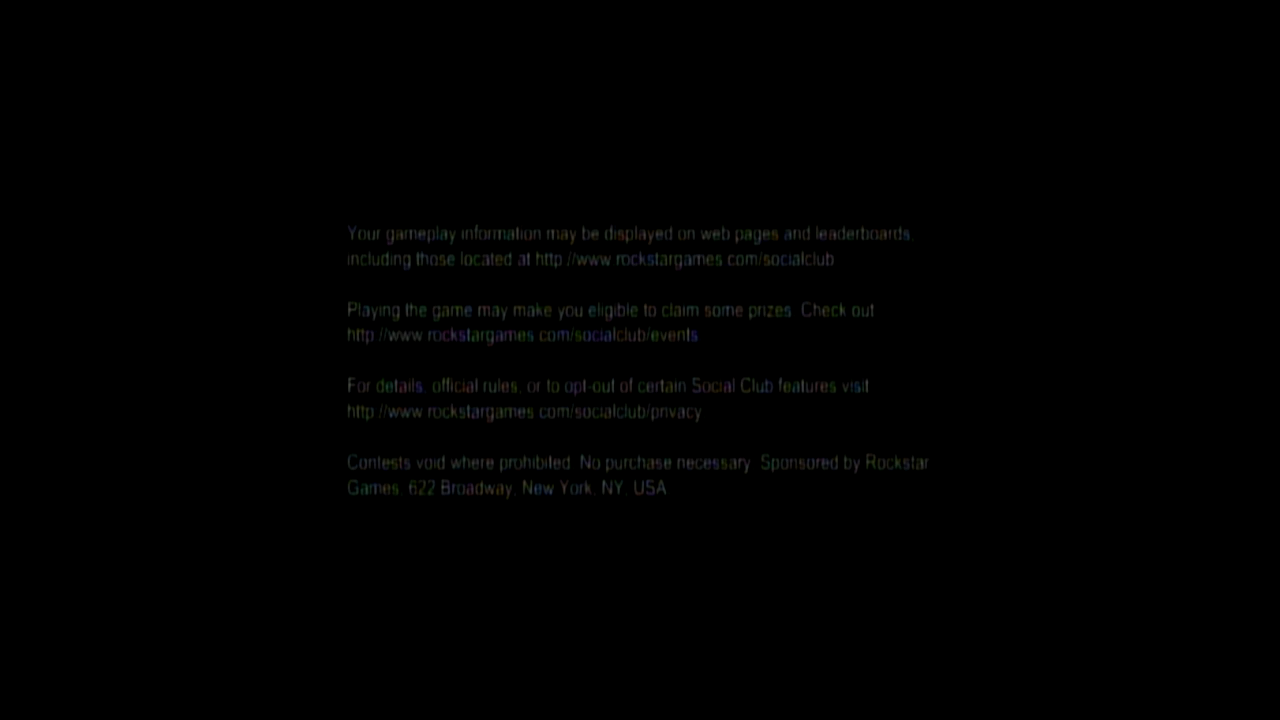 Your gameplay information may be displayed on web pages and leaderboards,
including those located at http://www.rockstargames.com/socialclub
Playing the game may make you eligible to claim some prizes. Check out
http://www.rockstargames.com/socialclub/events
For details, official rules, or to opt-out of certain Social Club features visit
http://www.rockstargames.com/socialclub/privacy
Contests void where prohibited. No purchase necessary. Sponsored by Rockstar
Games, 622 Broadway, New York, NY, USA